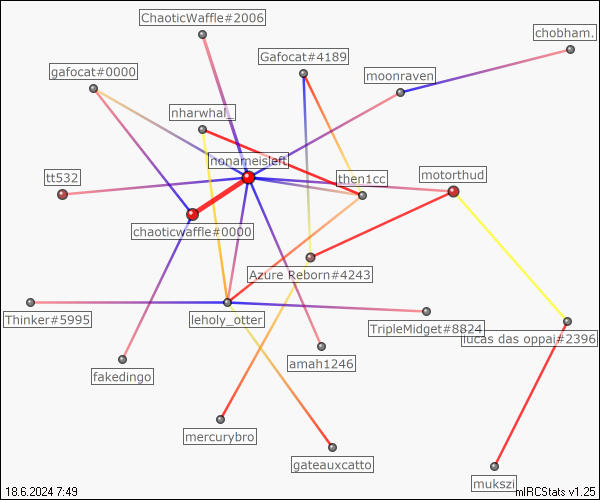 ChaoticWaffle#2006
chobham.
Gafocat#4189
gafocat#0000
moonraven
nharwhal_
nonameisleft
tt532
then1cc
motorthud
chaoticwaffle#0000
Azure Reborn#4243
Thinker#5995
leholy_otter
TripleMidget#8824
lucas das oppai#2396
fakedingo
amah1246
mercurybro
gateauxcatto
mukszi
18.6.2024 7:49
mIRCStats v1.25